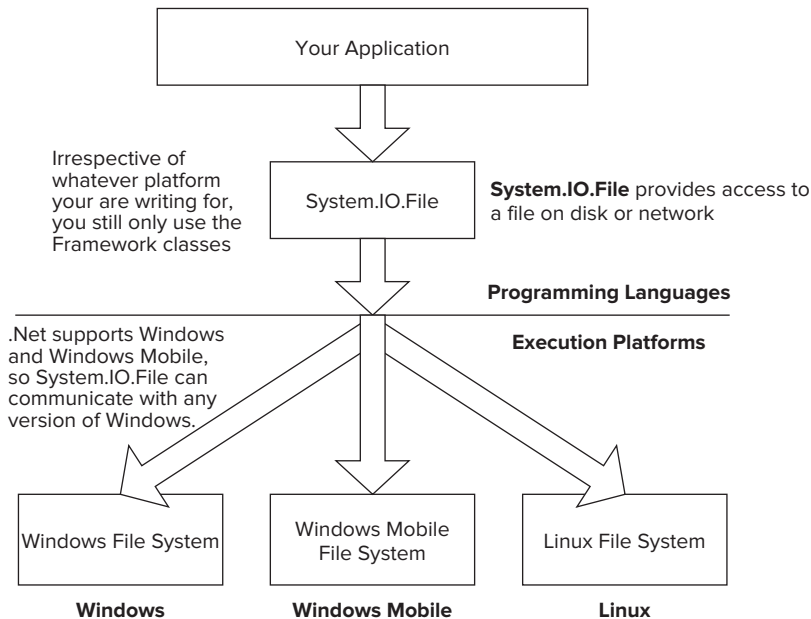 Your Application
Irrespective of
whatever platform
your are writing for,
you still only use the
Framework classes
System.IO.File
System.IO.File provides access to
a file on disk or network
Programming Languages
Execution Platforms
.Net supports Windows
and Windows Mobile,
so System.IO.File can
communicate with any
version of Windows.
Windows File System
Windows Mobile
File System
Linux File System
Windows
Windows Mobile
Linux